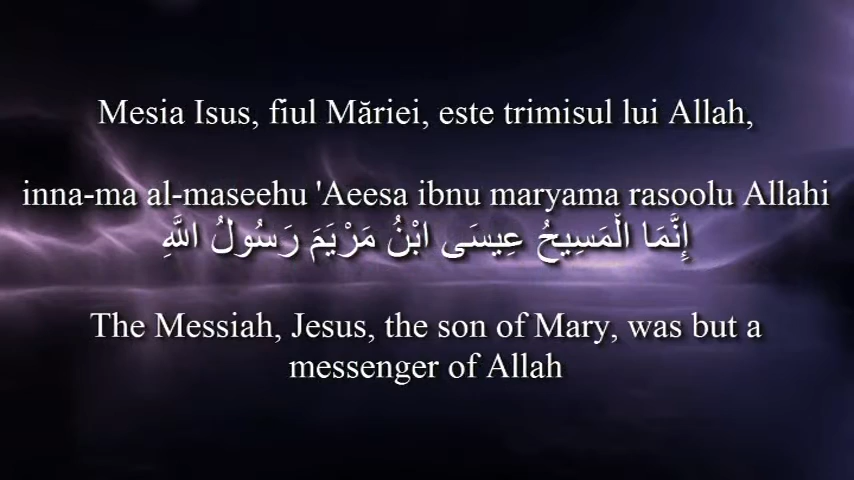 Mesia Isus, fiul Măriei, este trimisul lui Allah,
inna-ma al-maseehu 'Aeesa ibnu maryama rasoolu Allahi
إِنَّمَا الْمَسِيحُ عِيسَى ابْنُ مَرْيَمَ رَسُولُ اللَّهِ
The Messiah, Jesus, the son of Mary, was but a
messenger of Allah